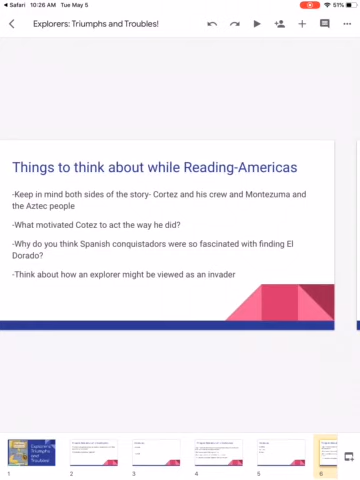 Safari 10:26 AM Tue May 5 51%
Explorers: Triumphs and Troubles!
Things to think about while Reading-Americas
-Keep in mind both sides of the story- Cortez and his crew and Montezuma and
the Aztec people
-What motivated Cotez to act the way he did?
-Why do you think Spanish conquistadors were so fascinated with finding El
Dorado?
-Think about how an explorer might be viewed as an invader
Explorers:
Triumphs
and
Troubles!
1 2 3 4 5 6